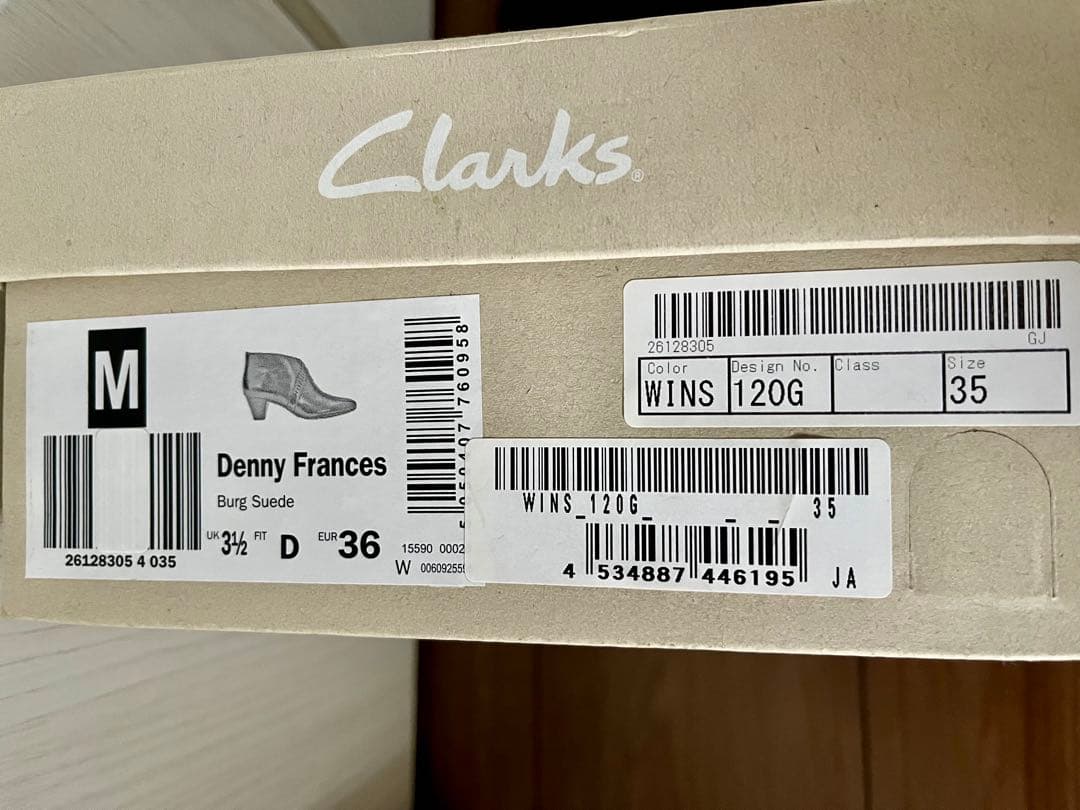 Clarks®
M
Denny Frances
Burg Suede
UK 3½ FIT D EUR 36
26128305 4 035
15590 0002
W
26128305 GJ
Color Design No. Class Size
WINS 120G 35
WINS_120G_ _ _ 35
4 534887 446195 JA